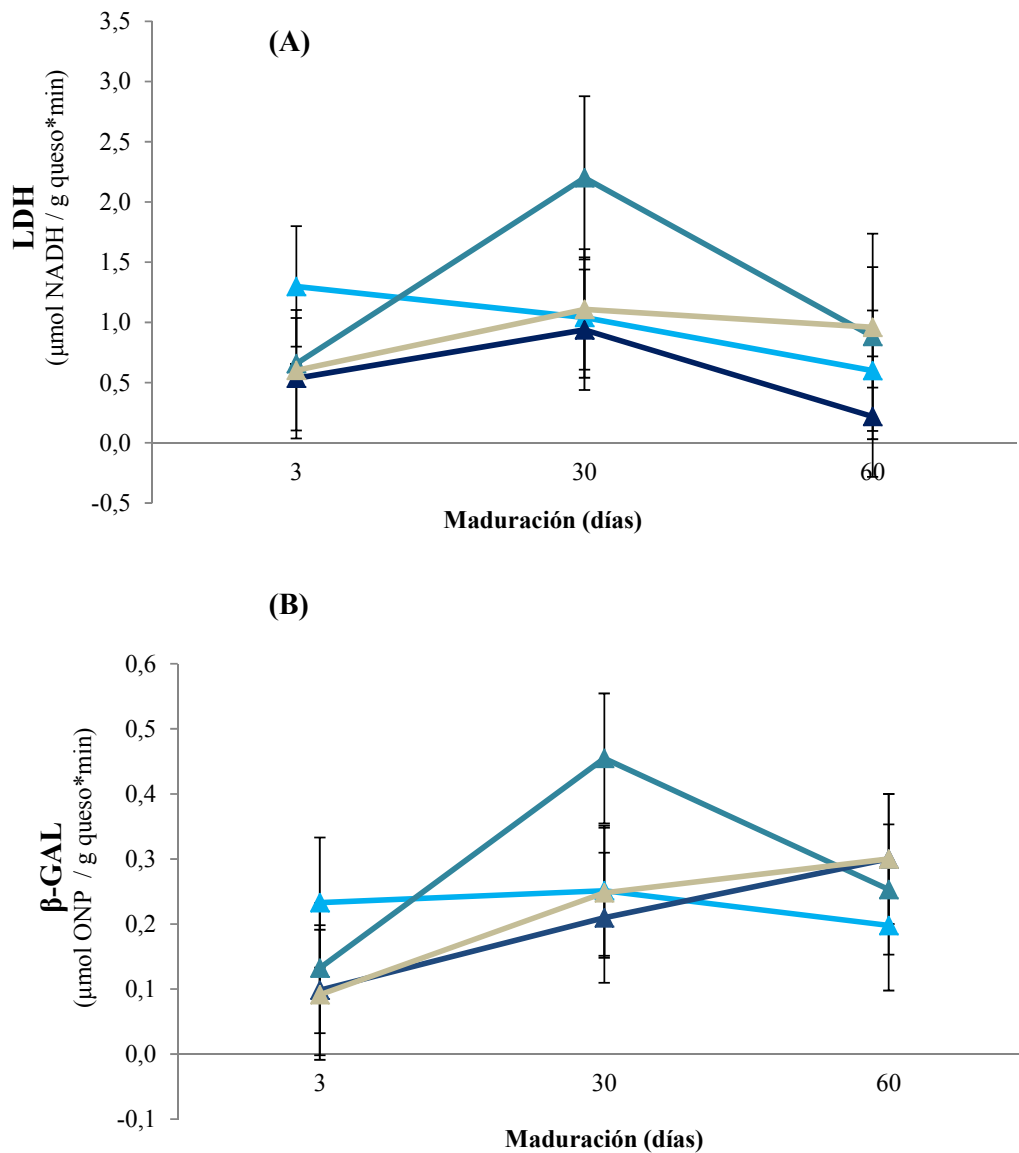 (A)
3,5
3,0
2,5
2,0
1,5
1,0
0,5
0,0
-0,5
LDH
(µmol NADH / g queso*min)
3
30
60
Maduración (días)
(B)
0,6
0,5
0,4
0,3
0,2
0,1
0,0
-0,1
β-GAL
(µmol ONP / g queso*min)
3
30
60
Maduración (días)